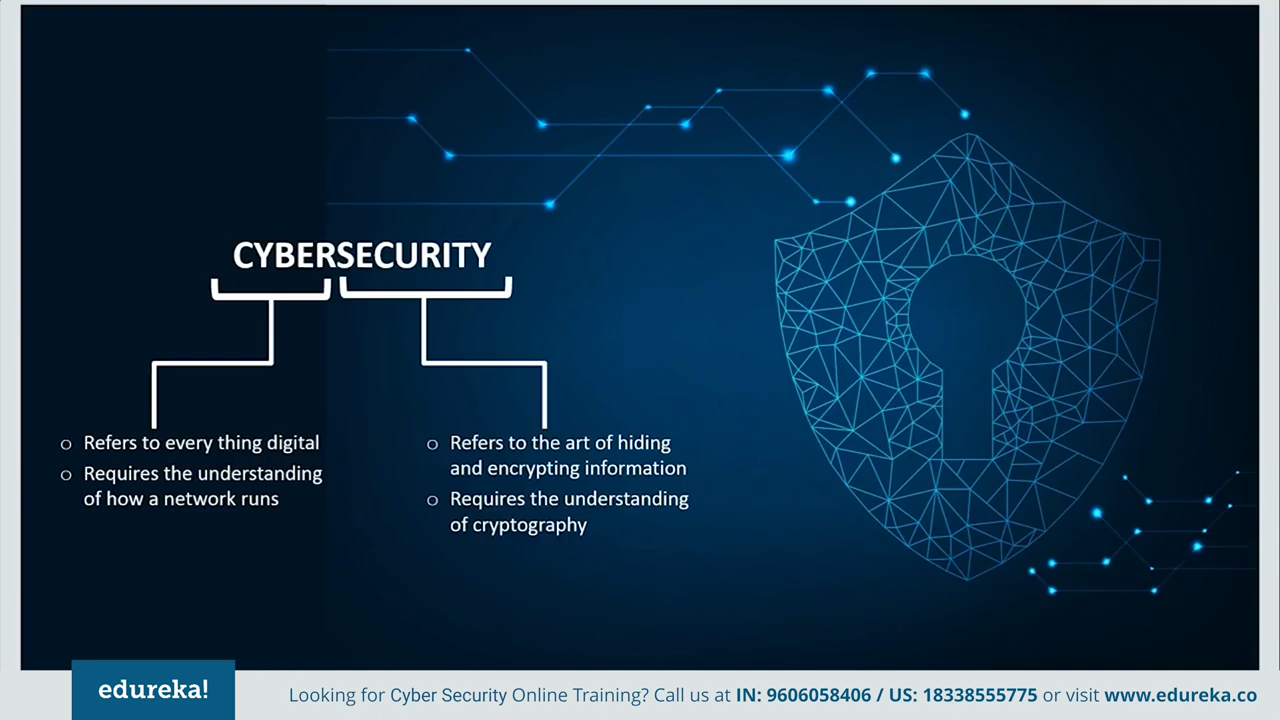 CYBERSECURITY
o Refers to every thing digital
o Requires the understanding
of how a network runs
o Refers to the art of hiding
and encrypting information
o Requires the understanding
of cryptography
edureka!
Looking for Cyber Security Online Training? Call us at IN: 9606058406 / US: 18338555775 or visit www.edureka.co